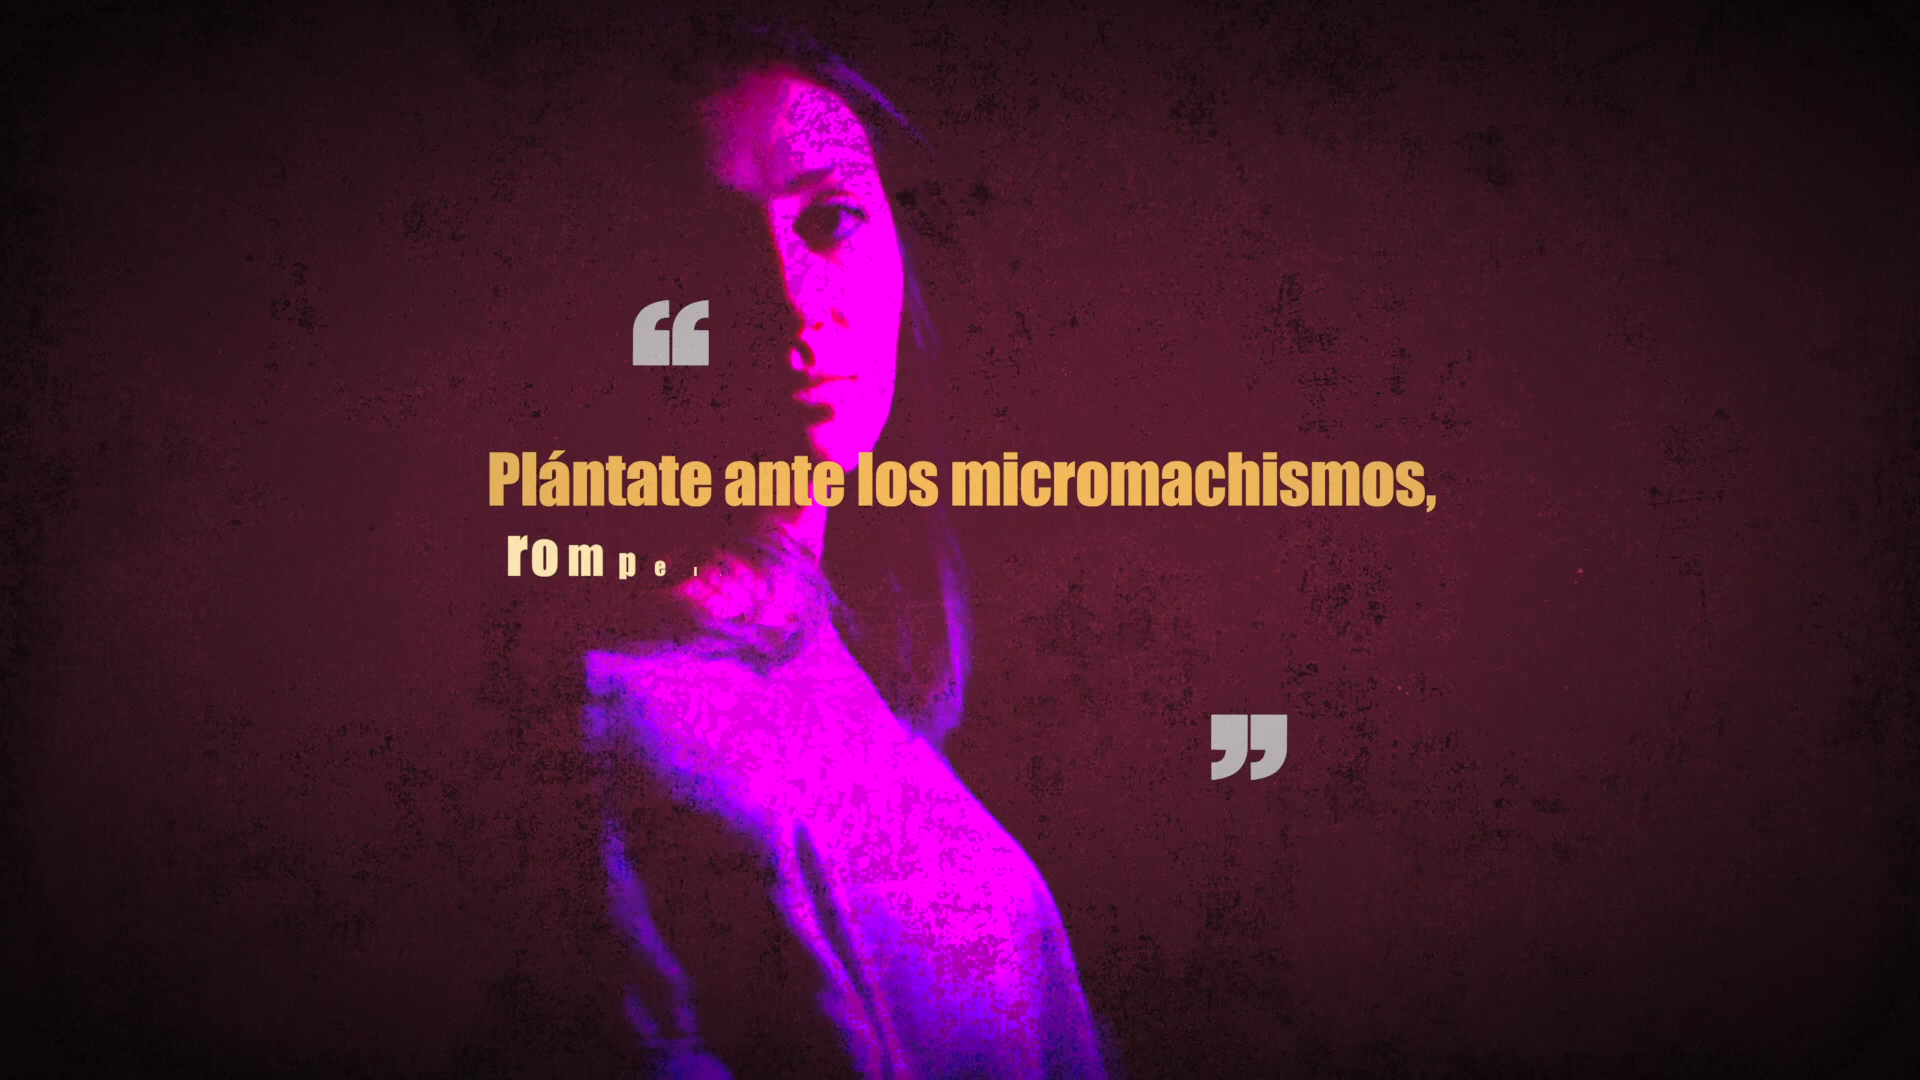 “
Plántate ante los micromachismos,
rompe
”